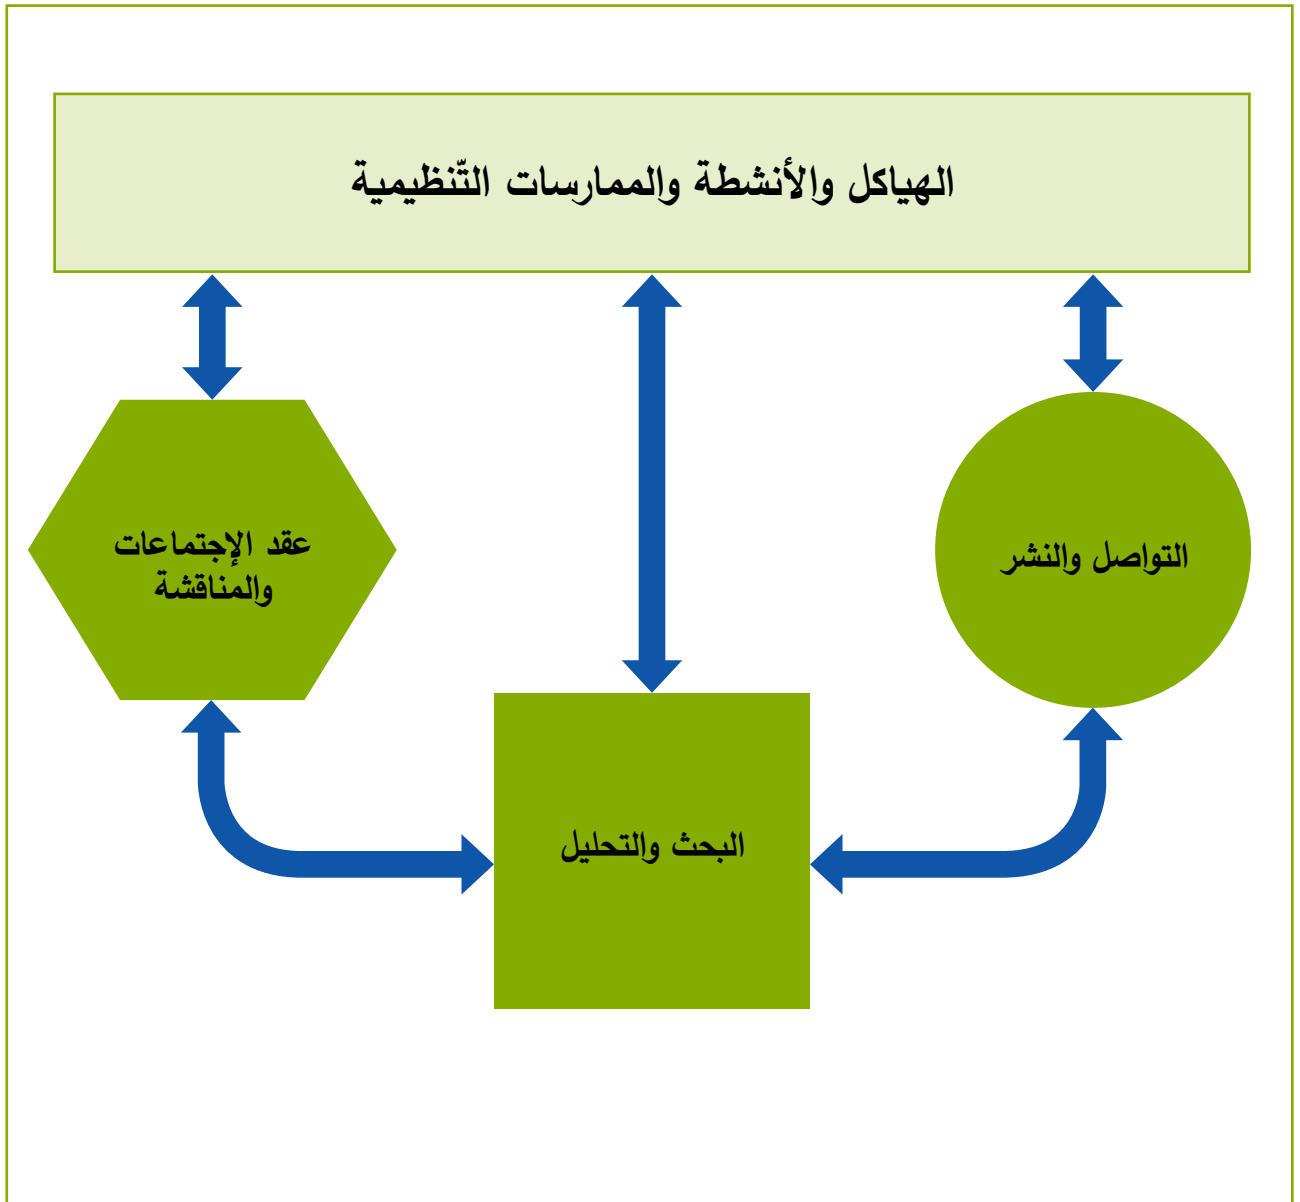 الهياكل والأنشطة والممارسات التّنظيمية
التواصل والنشر
عقد الإجتماعات
والمناقشة
البحث والتحليل